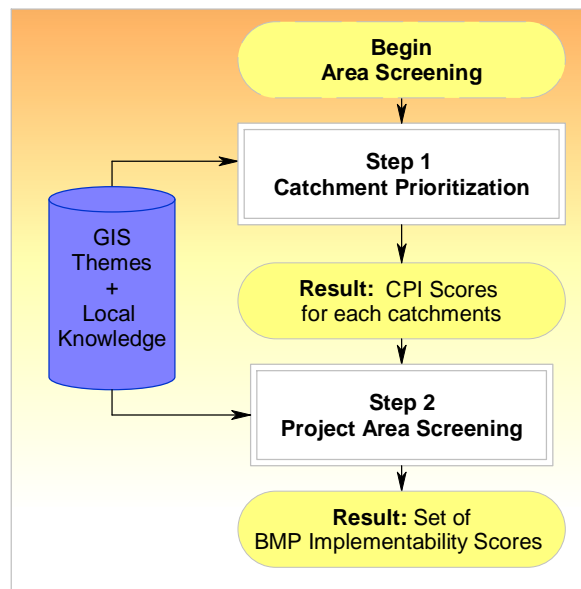 Begin
Area Screening
Step 1
Catchment Prioritization
GIS
Themes
+
Local
Knowledge
Result: CPI Scores
for each catchments
Step 2
Project Area Screening
Result: Set of
BMP Implementability Scores